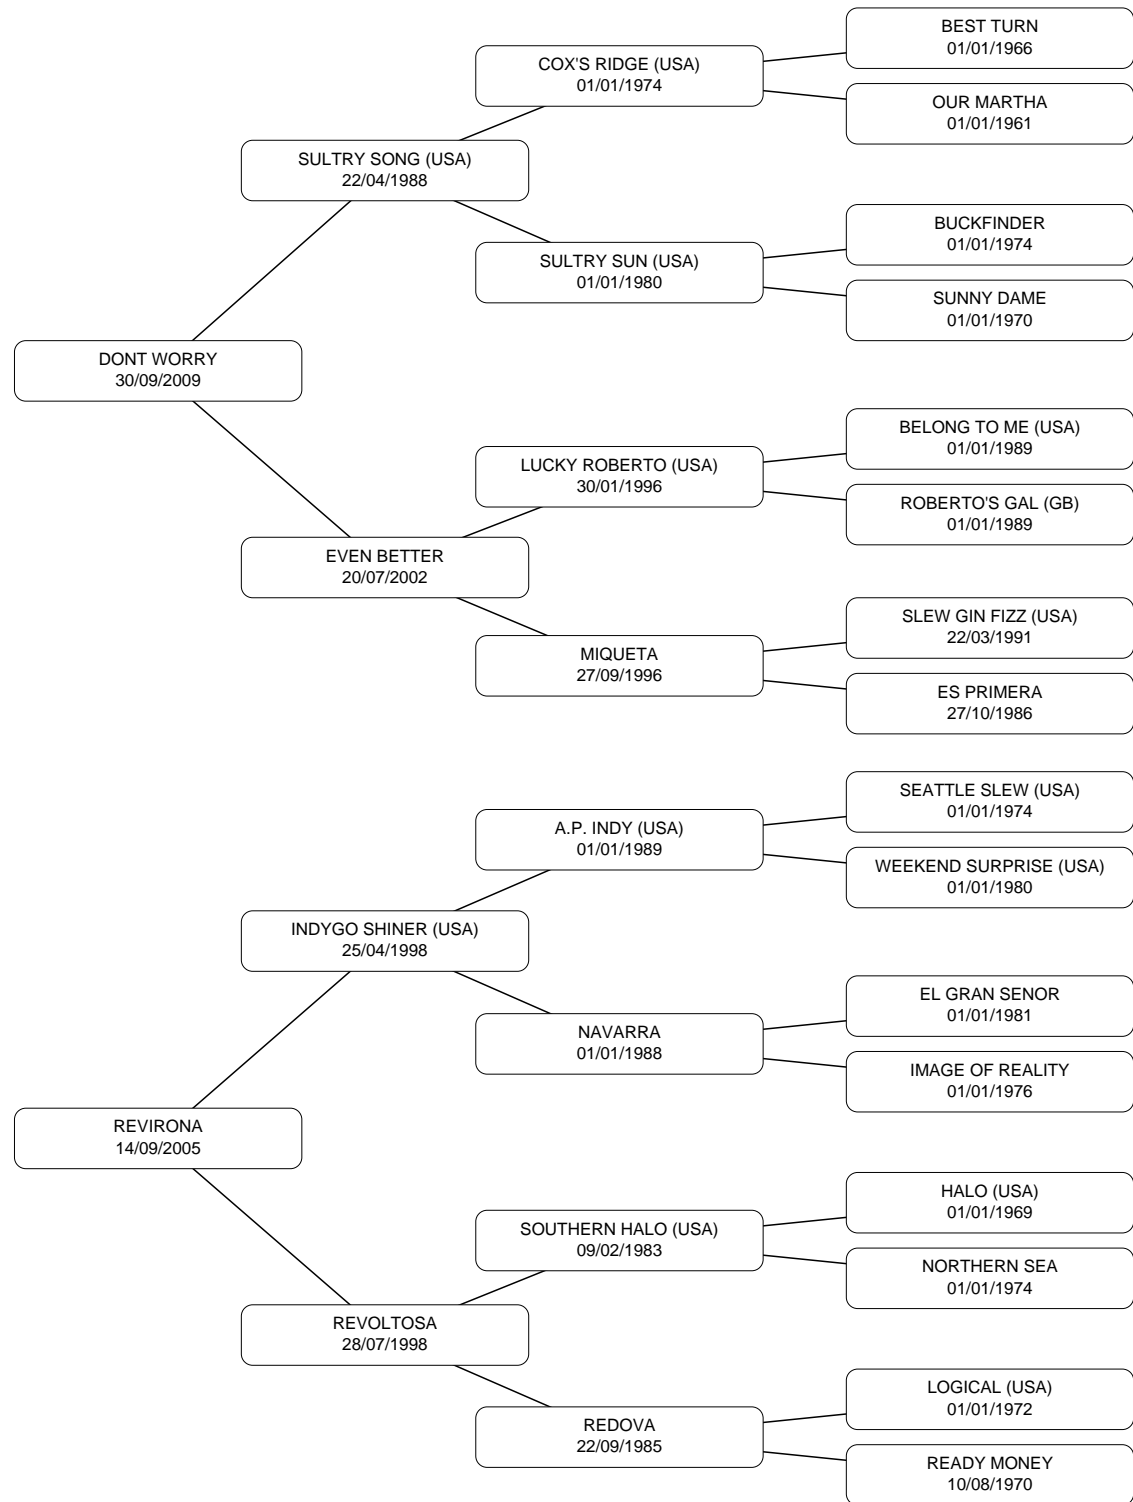 BEST TURN
01/01/1966
COX'S RIDGE (USA)
01/01/1974
OUR MARTHA
01/01/1961
SULTRY SONG (USA)
22/04/1988
BUCKFINDER
01/01/1974
SULTRY SUN (USA)
01/01/1980
SUNNY DAME
01/01/1970
DONT WORRY
30/09/2009
BELONG TO ME (USA)
01/01/1989
LUCKY ROBERTO (USA)
30/01/1996
ROBERTO'S GAL (GB)
01/01/1989
EVEN BETTER
20/07/2002
SLEW GIN FIZZ (USA)
22/03/1991
MIQUETA
27/09/1996
ES PRIMERA
27/10/1986
SEATTLE SLEW (USA)
01/01/1974
A.P. INDY (USA)
01/01/1989
WEEKEND SURPRISE (USA)
01/01/1980
INDYGO SHINER (USA)
25/04/1998
EL GRAN SENOR
01/01/1981
NAVARRA
01/01/1988
IMAGE OF REALITY
01/01/1976
REVIRONA
14/09/2005
HALO (USA)
01/01/1969
SOUTHERN HALO (USA)
09/02/1983
NORTHERN SEA
01/01/1974
REVOLTOSA
28/07/1998
LOGICAL (USA)
01/01/1972
REDOVA
22/09/1985
READY MONEY
10/08/1970